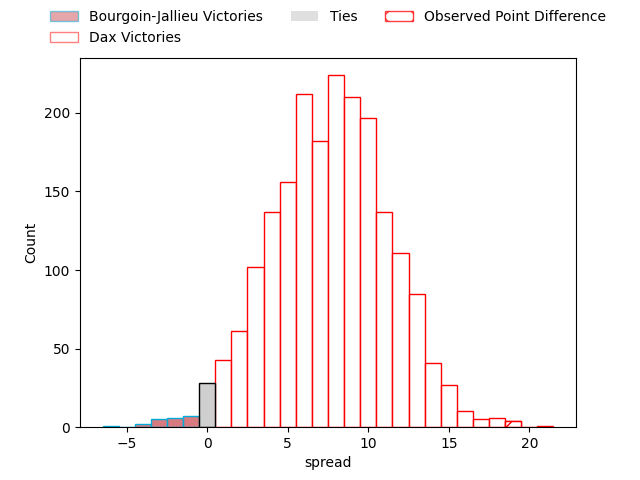 Bourgoin-Jallieu Victories
Ties
Observed Point Difference
Dax Victories
Count
200
150
100
50
0
−5
0
5
10
15
20
spread